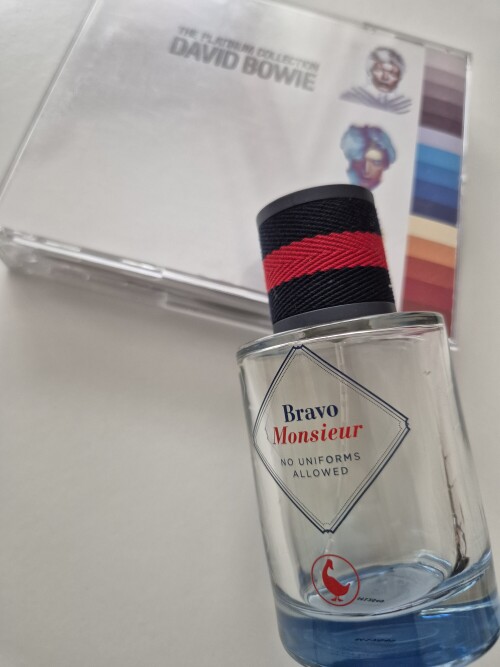 THE PLATINUM COLLECTION
DAVID BOWIE
Bravo
Monsieur
NO UNIFORMS
ALLOWED